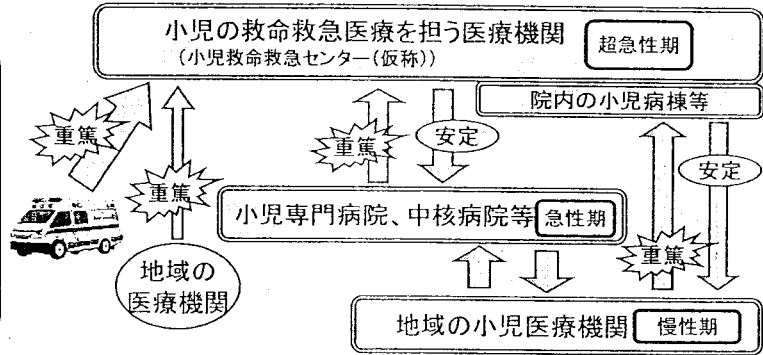 小児の救命救急医療を担う医療機関
(小児救命救急センター(仮称))
超急性期
院内の小児病棟等
重篤
重篤
重篤
安定
安定
小児専門病院、中核病院等
急性期
重篤
地域の
医療機関
地域の小児医療機関
慢性期